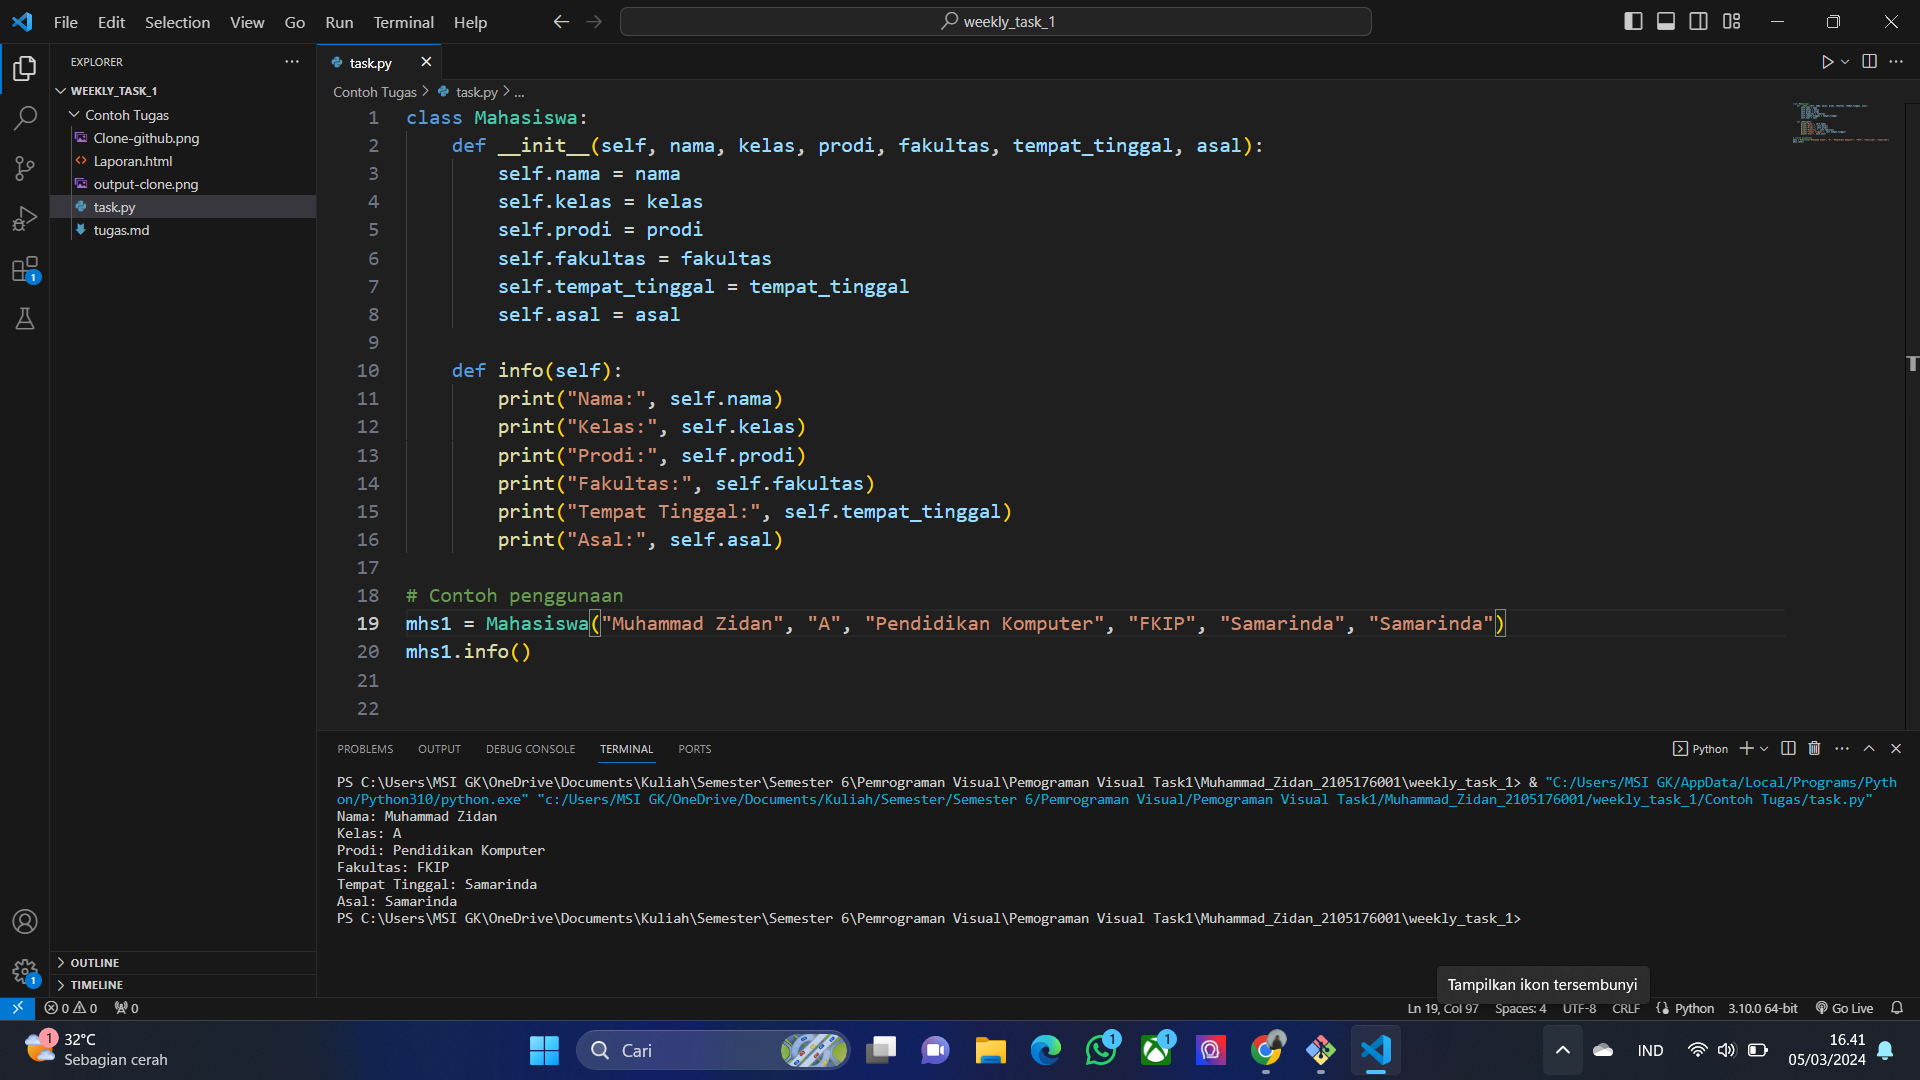 File Edit Selection View Go Run Terminal Help
weekly_task_1
EXPLORER
WEEKLY_TASK_1
Contoh Tugas
Clone-github.png
Laporan.html
output-clone.png
task.py
tugas.md
OUTLINE
TIMELINE
task.py
Contoh Tugas > task.py > ...
1 class Mahasiswa:
2 def __init__(self, nama, kelas, prodi, fakultas, tempat_tinggal, asal):
3 self.nama = nama
4 self.kelas = kelas
5 self.prodi = prodi
6 self.fakultas = fakultas
7 self.tempat_tinggal = tempat_tinggal
8 self.asal = asal
9
10 def info(self):
11 print("Nama:", self.nama)
12 print("Kelas:", self.kelas)
13 print("Prodi:", self.prodi)
14 print("Fakultas:", self.fakultas)
15 print("Tempat Tinggal:", self.tempat_tinggal)
16 print("Asal:", self.asal)
17
18 # Contoh penggunaan
19 mhs1 = Mahasiswa("Muhammad Zidan", "A", "Pendidikan Komputer", "FKIP", "Samarinda", "Samarinda")
20 mhs1.info()
21
22
PROBLEMS OUTPUT DEBUG CONSOLE TERMINAL PORTS
Python
PS C:\Users\MSI GK\OneDrive\Documents\Kuliah\Semester\Semester 6\Pemrograman Visual\Pemograman Visual Task1\Muhammad_Zidan_2105176001\weekly_task_1> & "C:/Users/MSI GK/AppData/Local/Programs/Pyth
on/Python310/python.exe" "c:/Users/MSI GK/OneDrive/Documents/Kuliah/Semester/Semester 6/Pemrograman Visual/Pemograman Visual Task1/Muhammad_Zidan_2105176001/weekly_task_1/Contoh Tugas/task.py"
Nama: Muhammad Zidan
Kelas: A
Prodi: Pendidikan Komputer
Fakultas: FKIP
Tempat Tinggal: Samarinda
Asal: Samarinda
PS C:\Users\MSI GK\OneDrive\Documents\Kuliah\Semester\Semester 6\Pemrograman Visual\Pemograman Visual Task1\Muhammad_Zidan_2105176001\weekly_task_1>
Tampilkan ikon tersembunyi
0 0 0
Ln 19, Col 97 Spaces: 4 UTF-8 CRLF Python 3.10.0 64-bit Go Live
1
1
1
32°C
Sebagian cerah
Cari
1
1
IND
16.41
05/03/2024